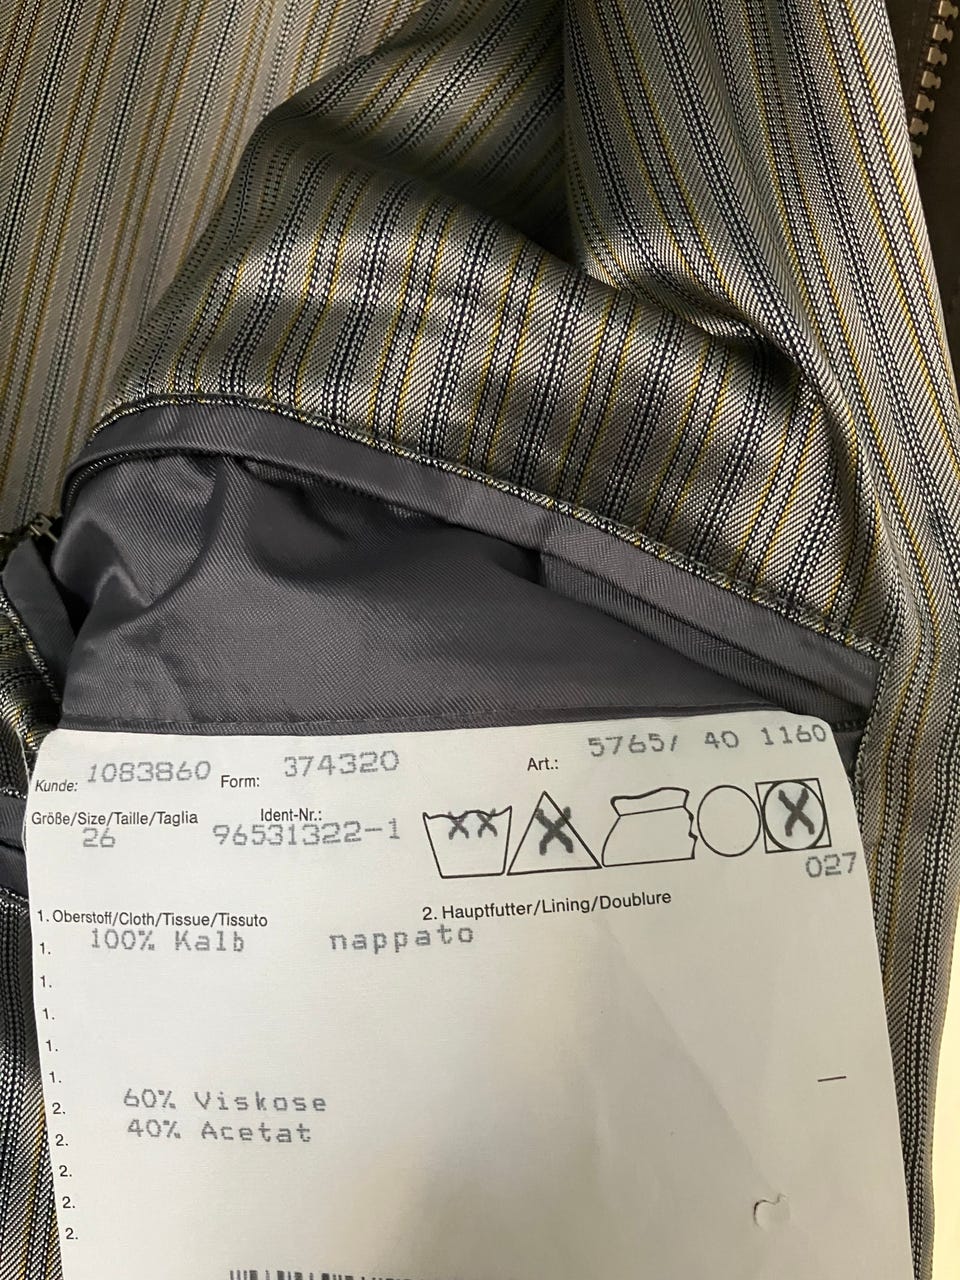 Kunde: 1083860 Form: 374320 Art.: 5765/ 40 1160
Größe/Size/Taille/Taglia Ident-Nr.:
26 96531322-1
XX X X
027
1. Oberstoff/Cloth/Tissue/Tissuto 2. Hauptfutter/Lining/Doublure
1. 100% Kalb nappato
1.
1.
1.
1.
2. 60% Viskose
2. 40% Acetat
2.
2.
2.